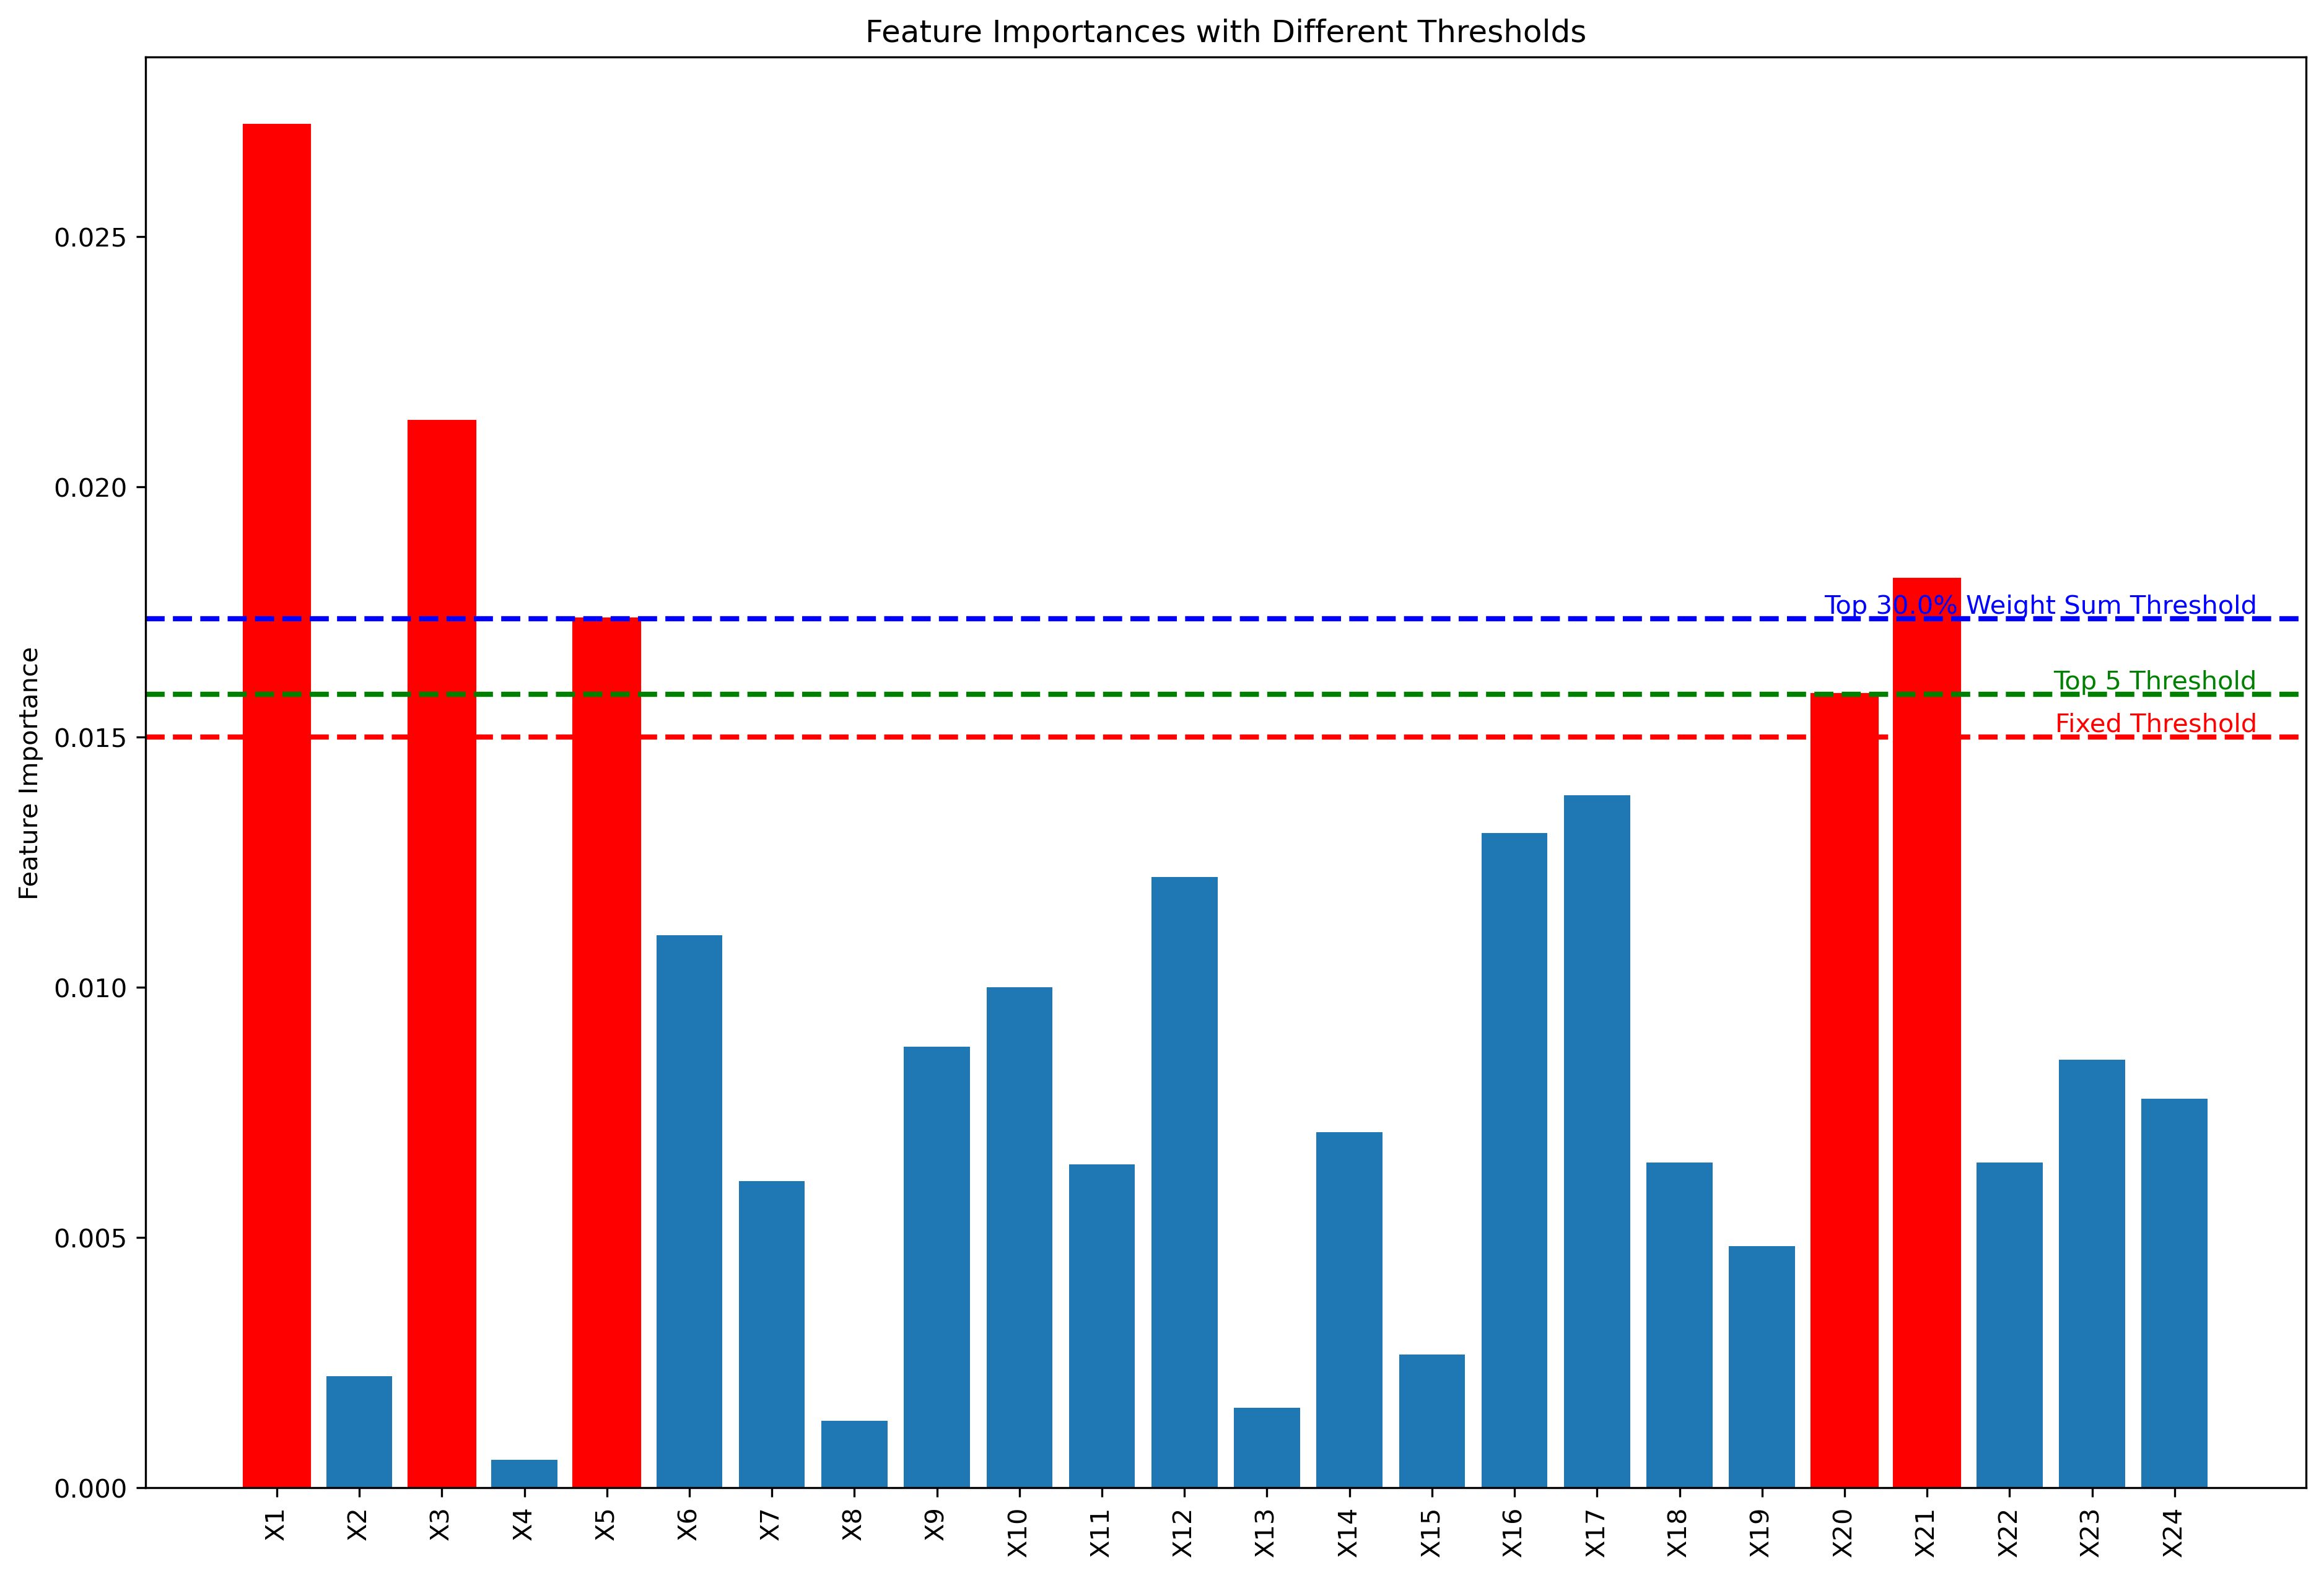 Feature Importances with Different Thresholds
Feature Importance
0.025
0.020
0.015
0.010
0.005
0.000
Top 30.0% Weight Sum Threshold
Top 5 Threshold
Fixed Threshold
X1
X2
X3
X4
X5
X6
X7
X8
X9
X10
X11
X12
X13
X14
X15
X16
X17
X18
X19
X20
X21
X22
X23
X24